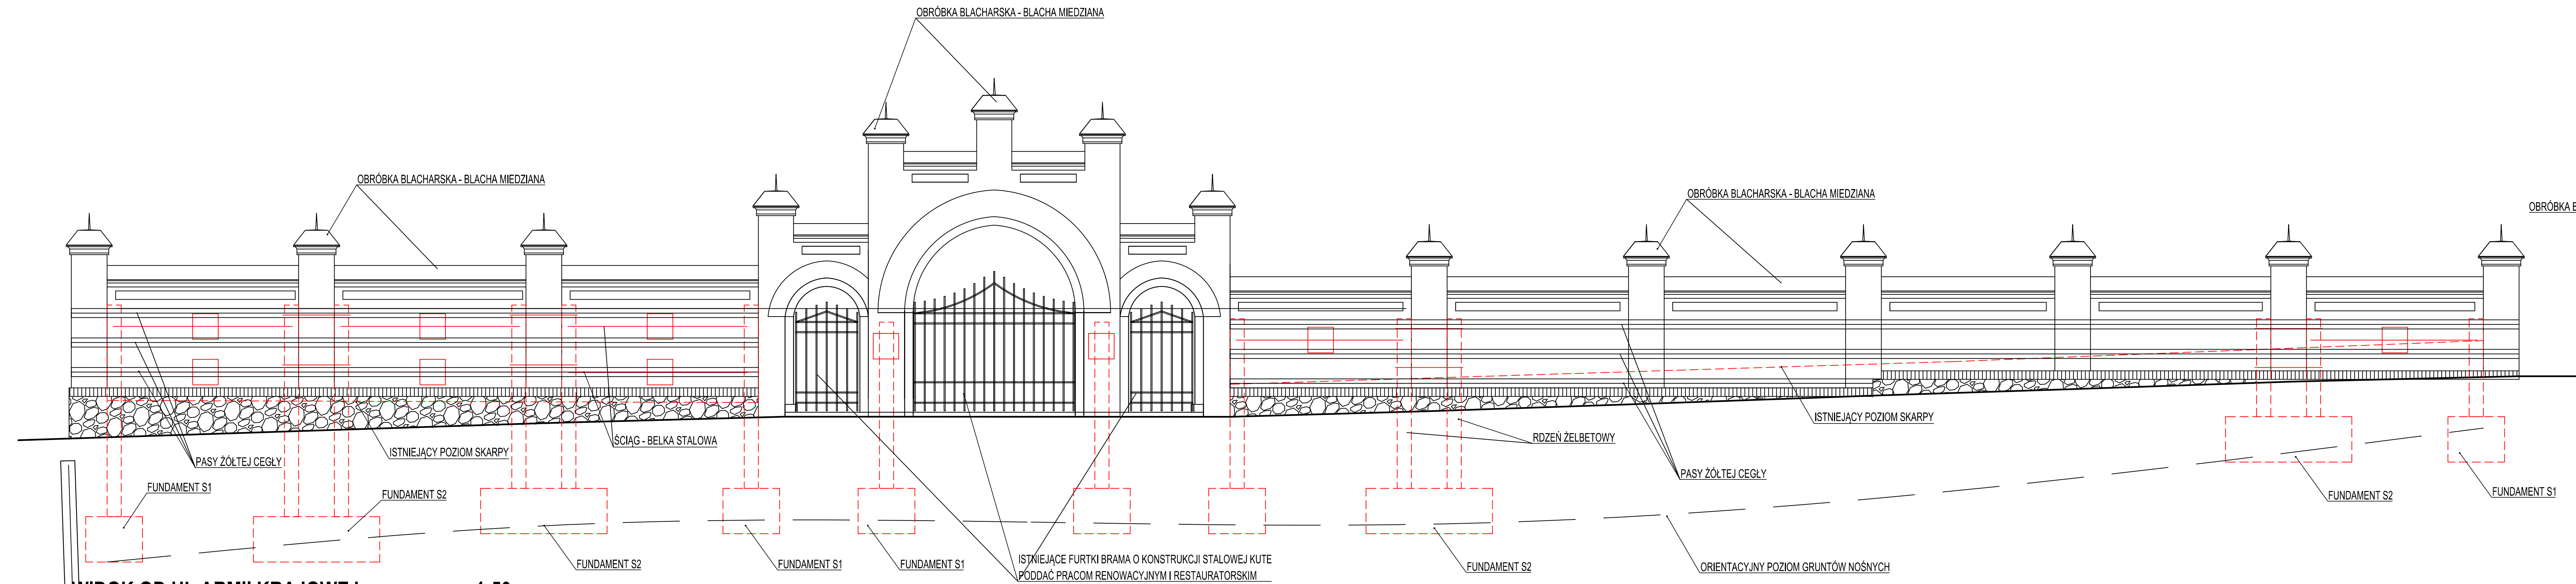 OBRÓBKA BLACHARSKA - BLACHA MIEDZIANA
OBRÓBKA BLACHARSKA - BLACHA MIEDZIANA
OBRÓBKA BLACHARSKA - BLACHA MIEDZIANA
OBRÓBKA
PASY ŻÓŁTEJ CEGŁY
ISTNIEJĄCY POZIOM SKARPY
ŚCIĄG - BELKA STALOWA
RDZEŃ ŻELBETOWY
ISTNIEJĄCY POZIOM SKARPY
PASY ŻÓŁTEJ CEGŁY
FUNDAMENT S1
FUNDAMENT S2
FUNDAMENT S2
FUNDAMENT S1
FUNDAMENT S1
ISTNIEJĄCE FURTKI BRAMA O KONSTRUKCJI STALOWEJ KUTE
PODDAĆ PRACOM RENOWACYJNYM I RESTAURATORSKIM
FUNDAMENT S2
ORIENTACYJNY POZIOM GRUNTÓW NOŚNYCH
FUNDAMENT S2
FUNDAMENT S1